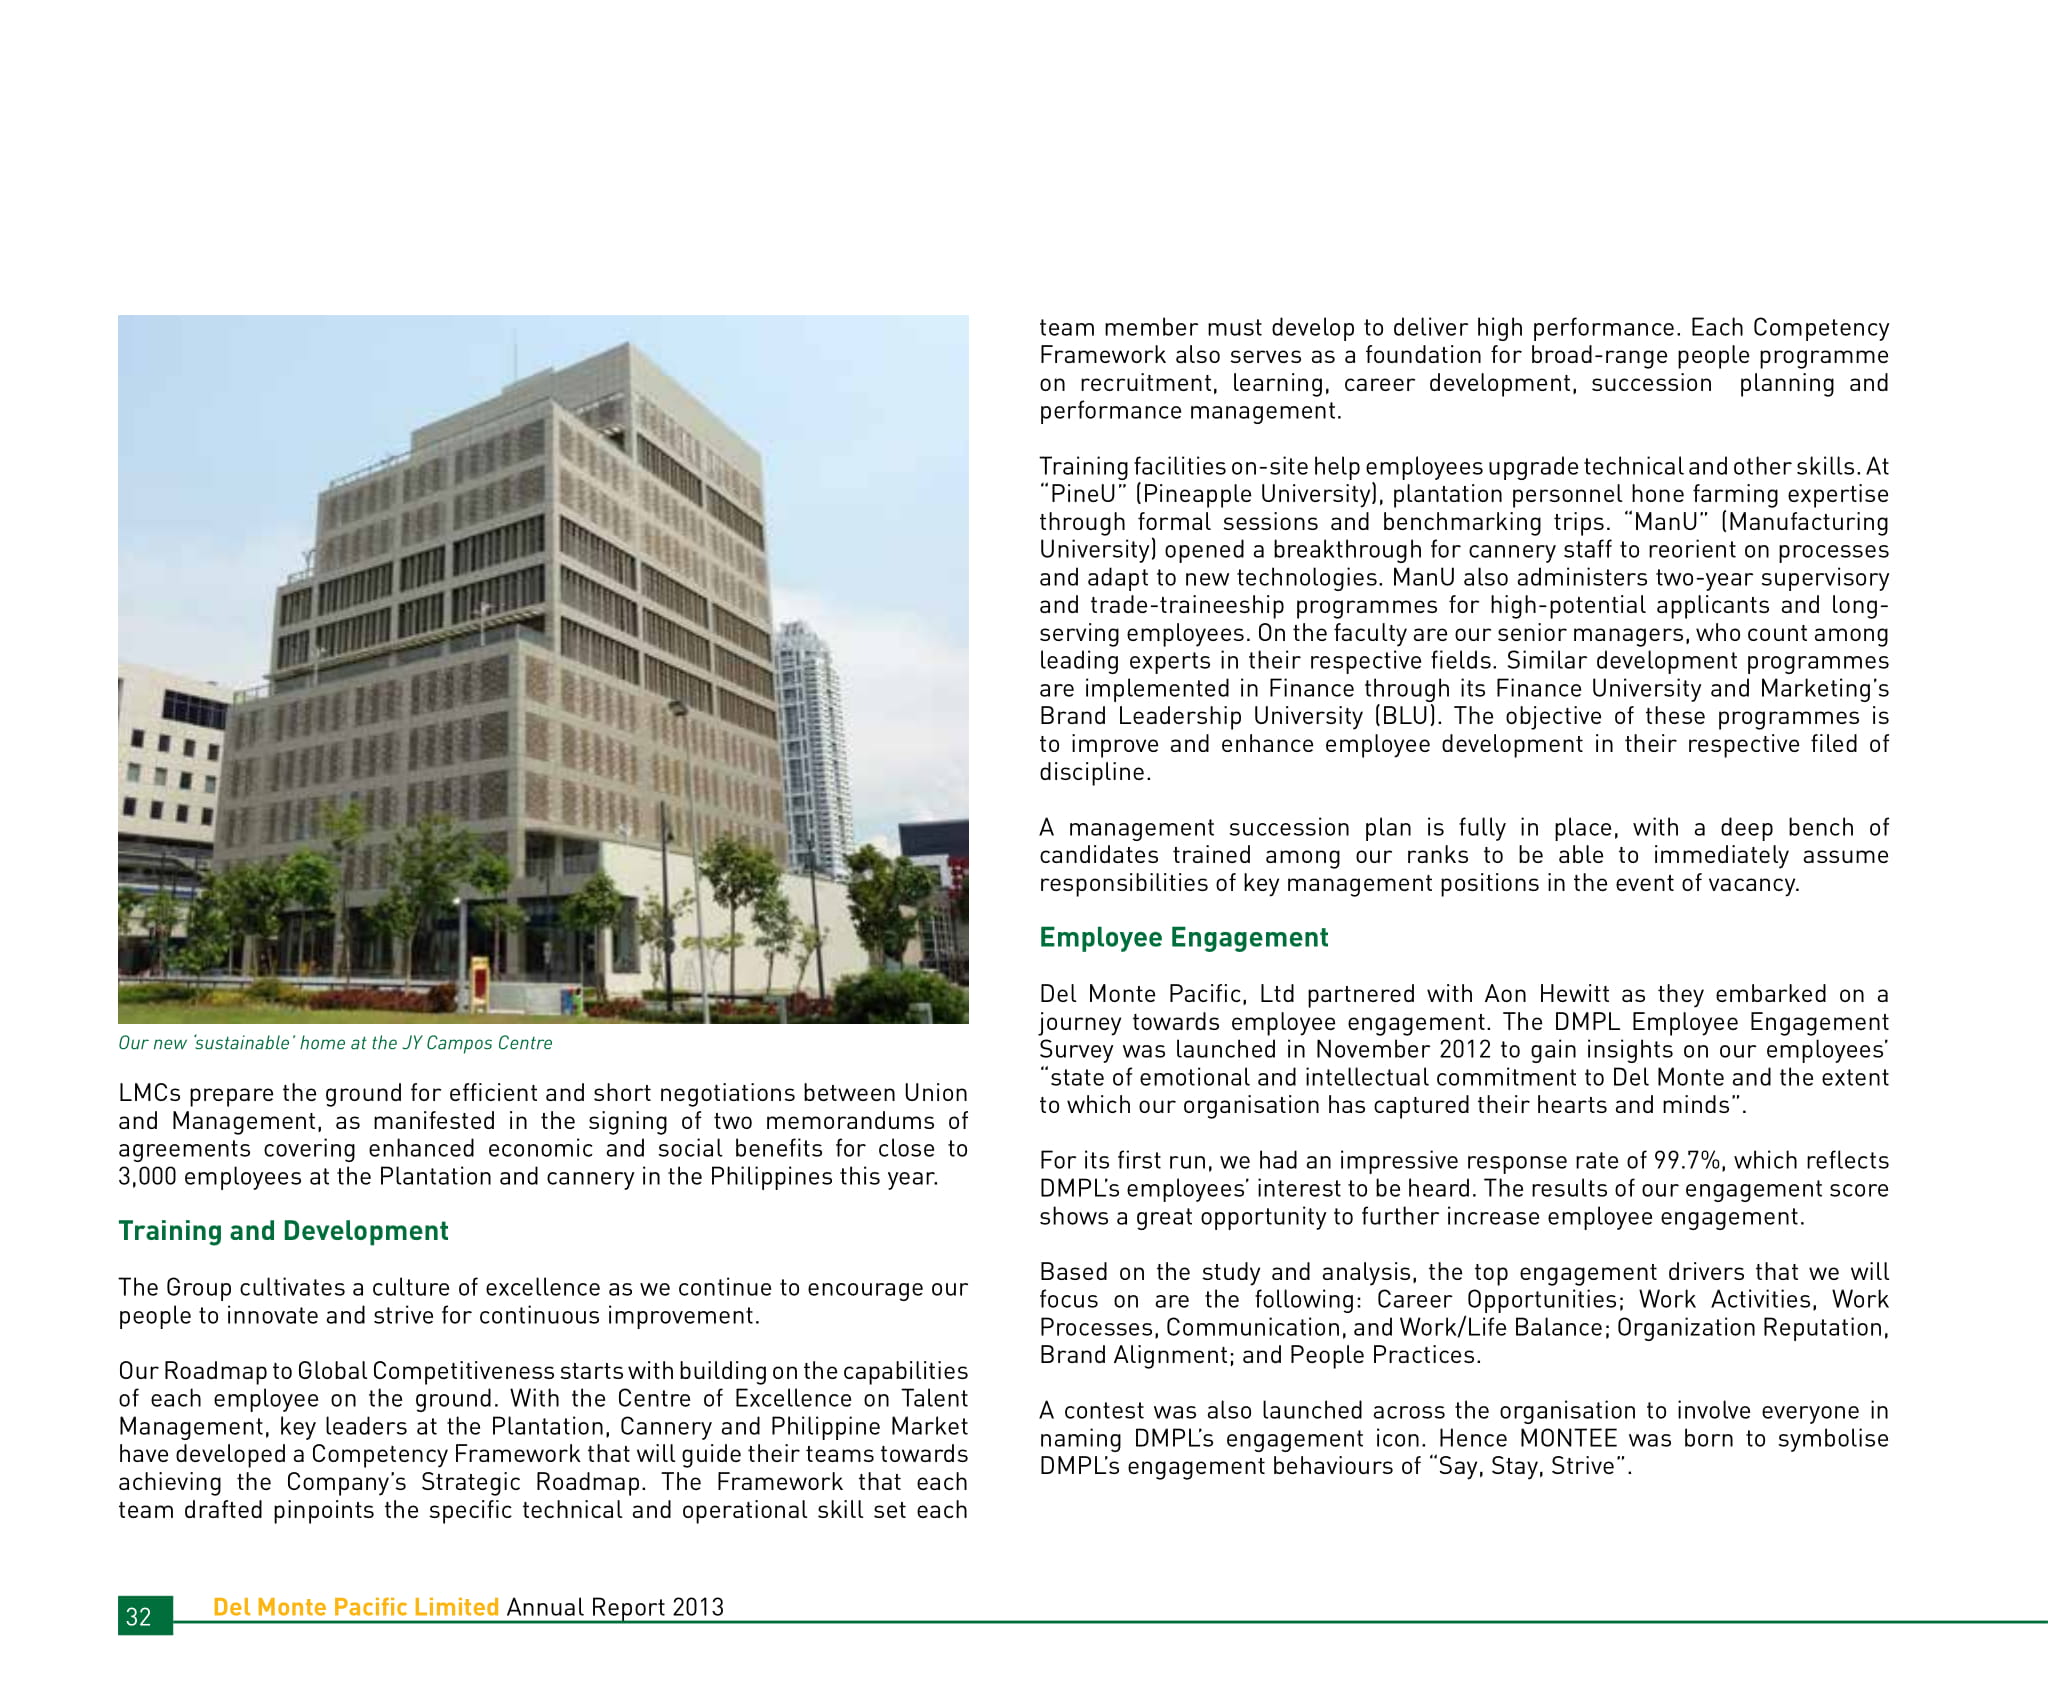 Our new ‘sustainable’ home at the JY Campos Centre
LMCs prepare the ground for efficient and short negotiations between Union
and Management, as manifested in the signing of two memorandums of
agreements covering enhanced economic and social benefits for close to
3,000 employees at the Plantation and cannery in the Philippines this year.
Training and Development
The Group cultivates a culture of excellence as we continue to encourage our
people to innovate and strive for continuous improvement.
Our Roadmap to Global Competitiveness starts with building on the capabilities
of each employee on the ground. With the Centre of Excellence on Talent
Management, key leaders at the Plantation, Cannery and Philippine Market
have developed a Competency Framework that will guide their teams towards
achieving the Company’s Strategic Roadmap. The Framework that each
team drafted pinpoints the specific technical and operational skill set each
team member must develop to deliver high performance. Each Competency
Framework also serves as a foundation for broad-range people programme
on recruitment, learning, career development, succession planning and
performance management.
Training facilities on-site help employees upgrade technical and other skills. At
“PineU” (Pineapple University), plantation personnel hone farming expertise
through formal sessions and benchmarking trips. “ManU” (Manufacturing
University) opened a breakthrough for cannery staff to reorient on processes
and adapt to new technologies. ManU also administers two-year supervisory
and trade-traineeship programmes for high-potential applicants and long-
serving employees. On the faculty are our senior managers, who count among
leading experts in their respective fields. Similar development programmes
are implemented in Finance through its Finance University and Marketing’s
Brand Leadership University (BLU). The objective of these programmes is
to improve and enhance employee development in their respective filed of
discipline.
A management succession plan is fully in place, with a deep bench of
candidates trained among our ranks to be able to immediately assume
responsibilities of key management positions in the event of vacancy.
Employee Engagement
Del Monte Pacific, Ltd partnered with Aon Hewitt as they embarked on a
journey towards employee engagement. The DMPL Employee Engagement
Survey was launched in November 2012 to gain insights on our employees’
“state of emotional and intellectual commitment to Del Monte and the extent
to which our organisation has captured their hearts and minds”.
For its first run, we had an impressive response rate of 99.7%, which reflects
DMPL’s employees’ interest to be heard. The results of our engagement score
shows a great opportunity to further increase employee engagement.
Based on the study and analysis, the top engagement drivers that we will
focus on are the following: Career Opportunities; Work Activities, Work
Processes, Communication, and Work/Life Balance; Organization Reputation,
Brand Alignment; and People Practices.
A contest was also launched across the organisation to involve everyone in
naming DMPL’s engagement icon. Hence MONTEE was born to symbolise
DMPL’s engagement behaviours of “Say, Stay, Strive”.
32 Del Monte Pacific Limited Annual Report 2013